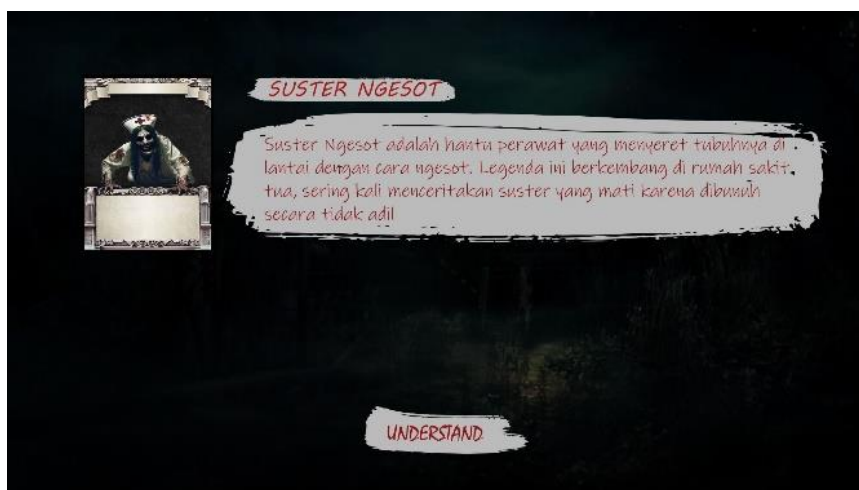 SUSTER NGESOT
Suster Ngesot adalah hantu perawat yang menyeret tubuhnya di
lantai dengan cara ngesot. Legenda ini berkembang di rumah sakit
tua, sering kali menceritakan suster yang mati karena dibunuh
secara tidak adil
UNDERSTAND